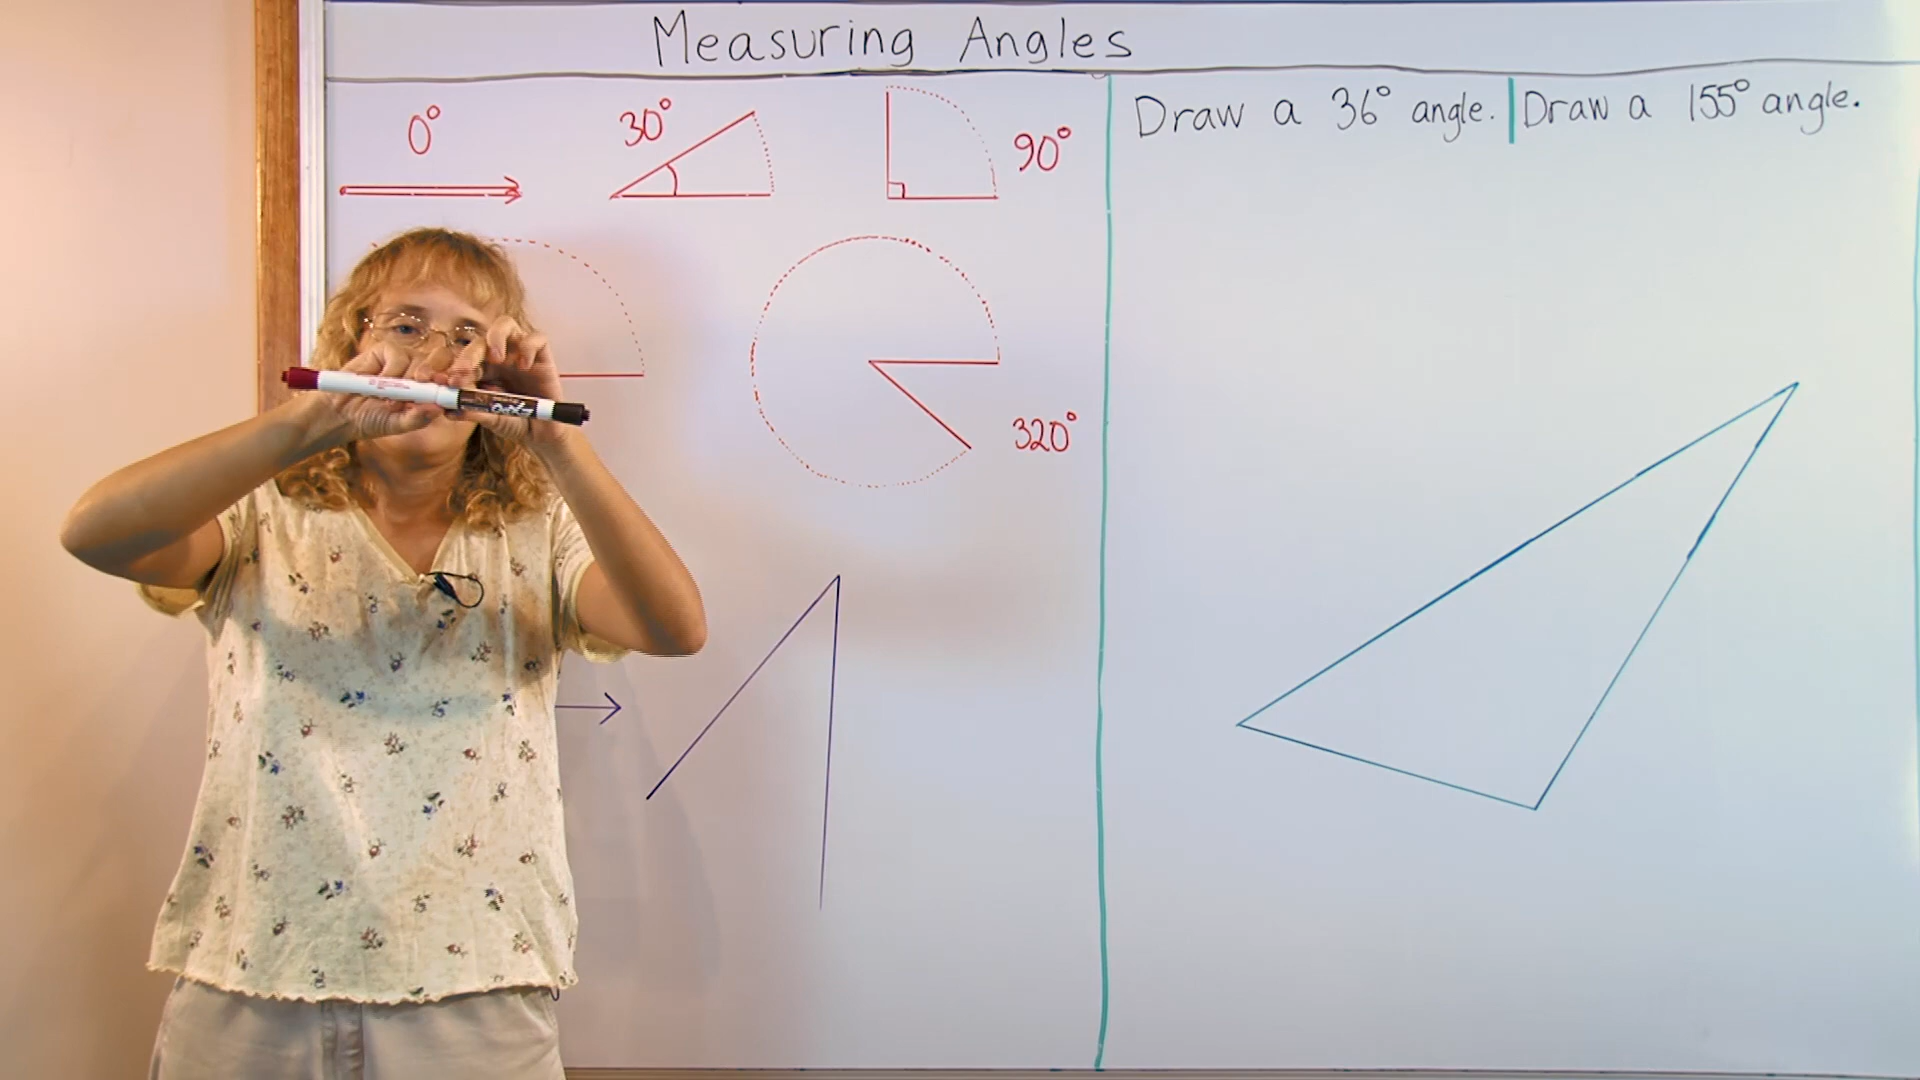 Measuring Angles
0°
30°
90°
320°
Draw a 36° angle.
Draw a 155° angle.